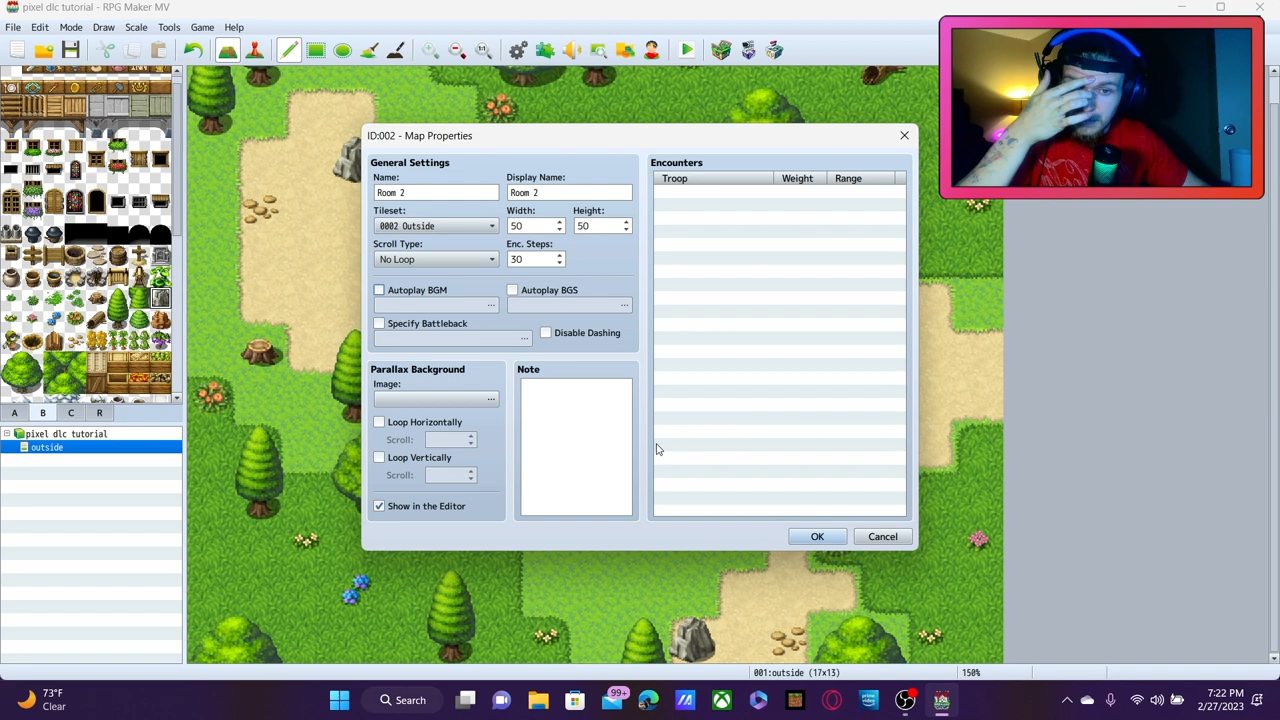 pixel dlc tutorial - RPG Maker MV
File Edit Mode Draw Scale Tools Game Help
ID:002 - Map Properties
General Settings
Name:
Display Name:
Room 2
Room 2
Tileset:
Width:
Height:
0002 Outside
50
50
Scroll Type:
Enc. Steps:
No Loop
30
Autoplay BGM
Autoplay BGS
...
...
Specify Battleback
Disable Dashing
...
Parallax Background
Image:
...
Loop Horizontally
Scroll:
Loop Vertically
Scroll:
Show in the Editor
Note
Encounters
Troop Weight Range
OK
Cancel
A B C R
pixel dlc tutorial
outside
001:outside (17x13)
150%
73°F
Clear
Search
99+
7:22 PM
2/27/2023